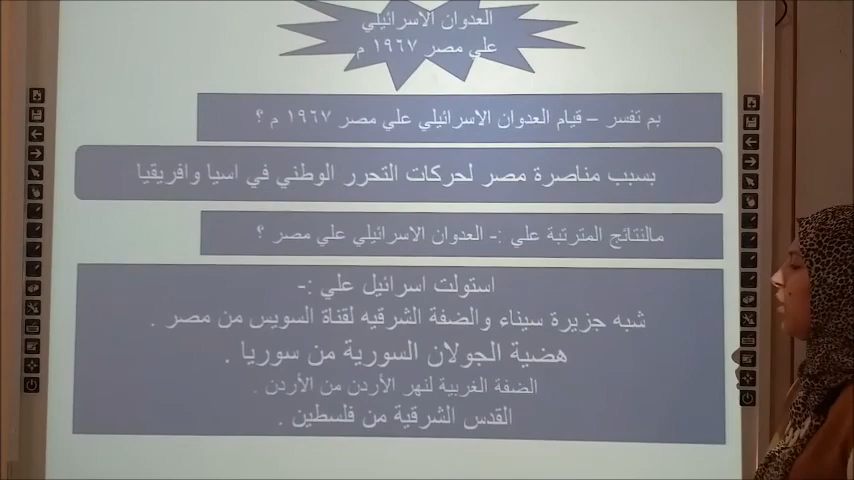 العدوان الاسرائيلي
علي مصر ١٩٦٧ م
بم تفسر – قيام العدوان الاسرائيلي علي مصر ١٩٦٧ م ؟
بسبب مناصرة مصر لحركات التحرر الوطني في اسيا وافريقيا
مالنتائج المترتبة علي :- العدوان الاسرائيلي علي مصر ؟
استولت اسرائيل علي :-
شبه جزيرة سيناء والضفة الشرقيه لقناة السويس من مصر .
هضبة الجولان السورية من سوريا .
الضفة الغربية لنهر الأردن من الأردن .
القدس الشرقية من فلسطين .